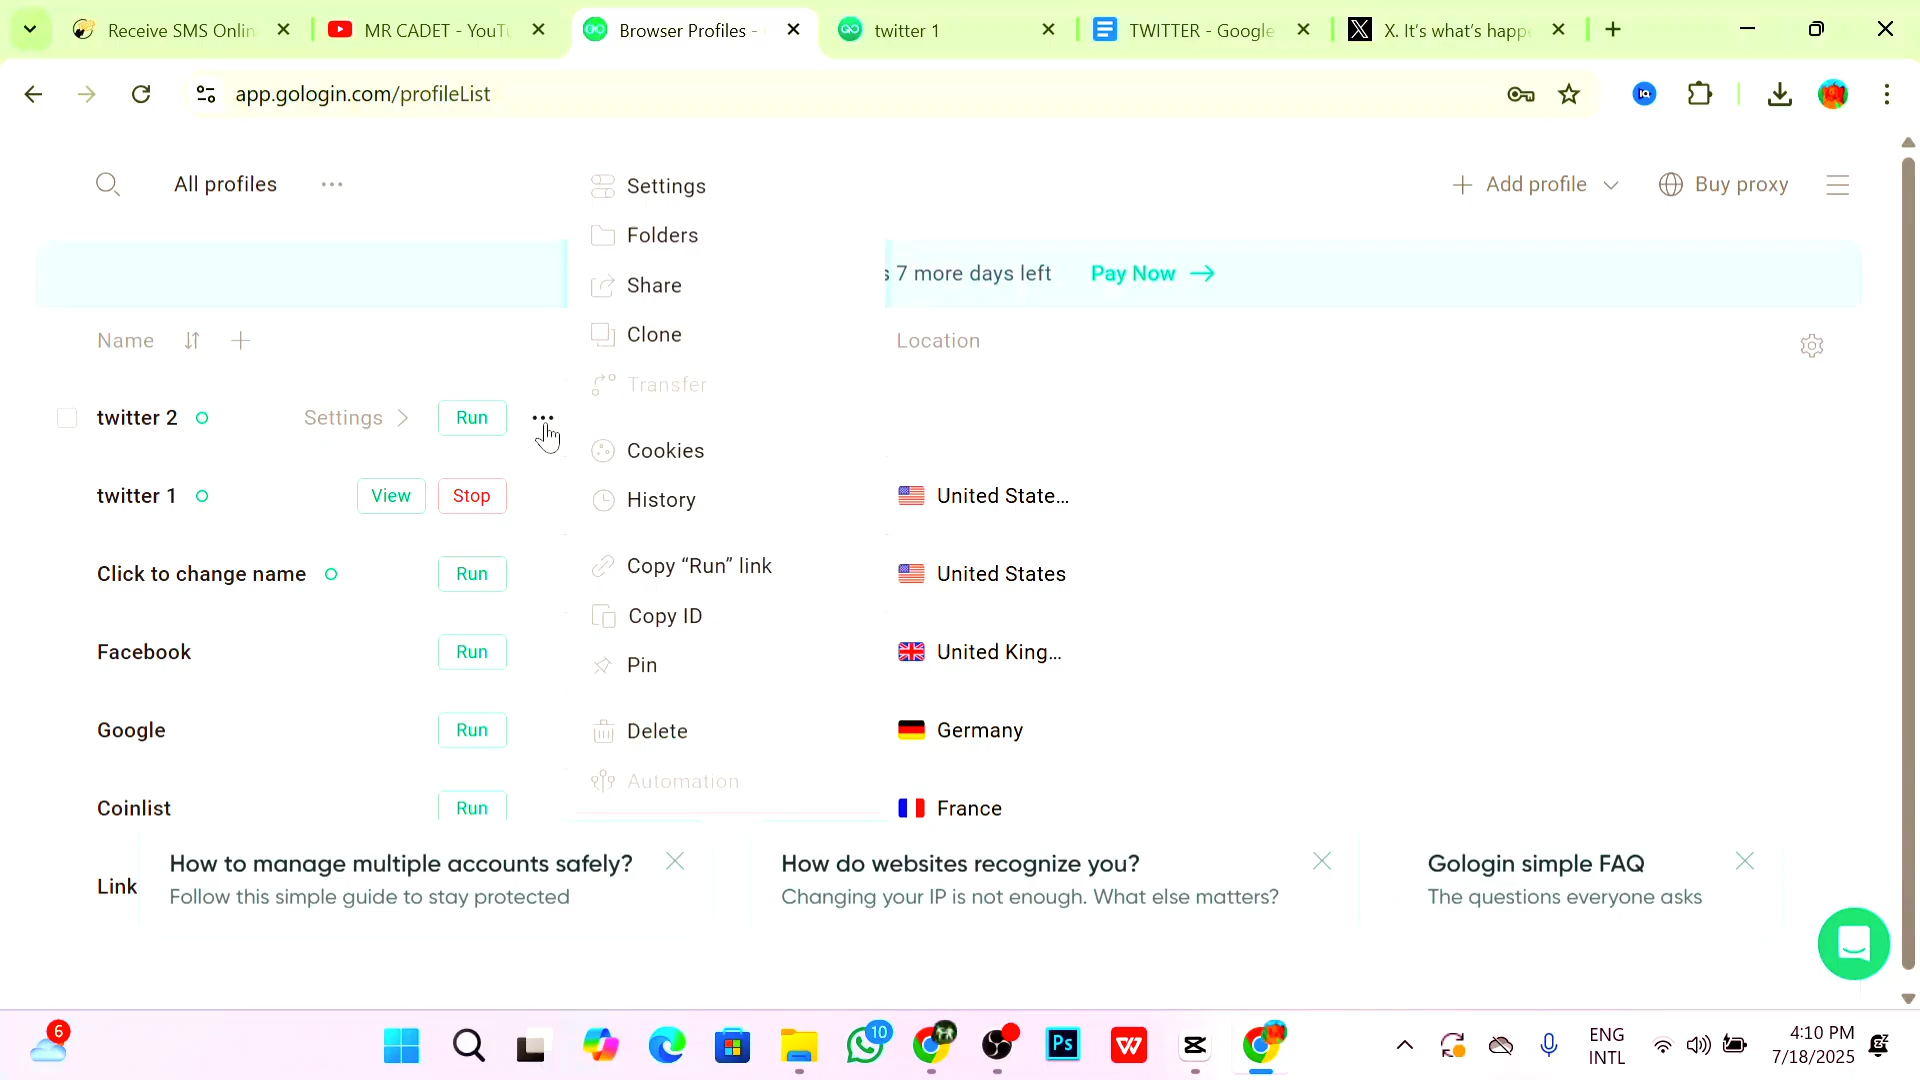 Receive SMS Onlin
MR CADET - YouTu
Browser Profiles -
twitter 1
TWITTER - Google
X. It's what's happe
app.gologin.com/profileList
All profiles
Settings
Add profile
Buy proxy
Folders
Share
s 7 more days left
Pay Now
Clone
Name
Location
Transfer
twitter 2
Settings
Run
Cookies
twitter 1
View
Stop
History
United State...
Click to change name
Run
Copy “Run” link
United States
Copy ID
Facebook
Run
Pin
United King...
Google
Run
Delete
Germany
Automation
Coinlist
Run
France
Link
How to manage multiple accounts safely?
Follow this simple guide to stay protected
How do websites recognize you?
Changing your IP is not enough. What else matters?
Gologin simple FAQ
The questions everyone asks
6
10
Ps
ENG
INTL
4:10 PM
7/18/2025